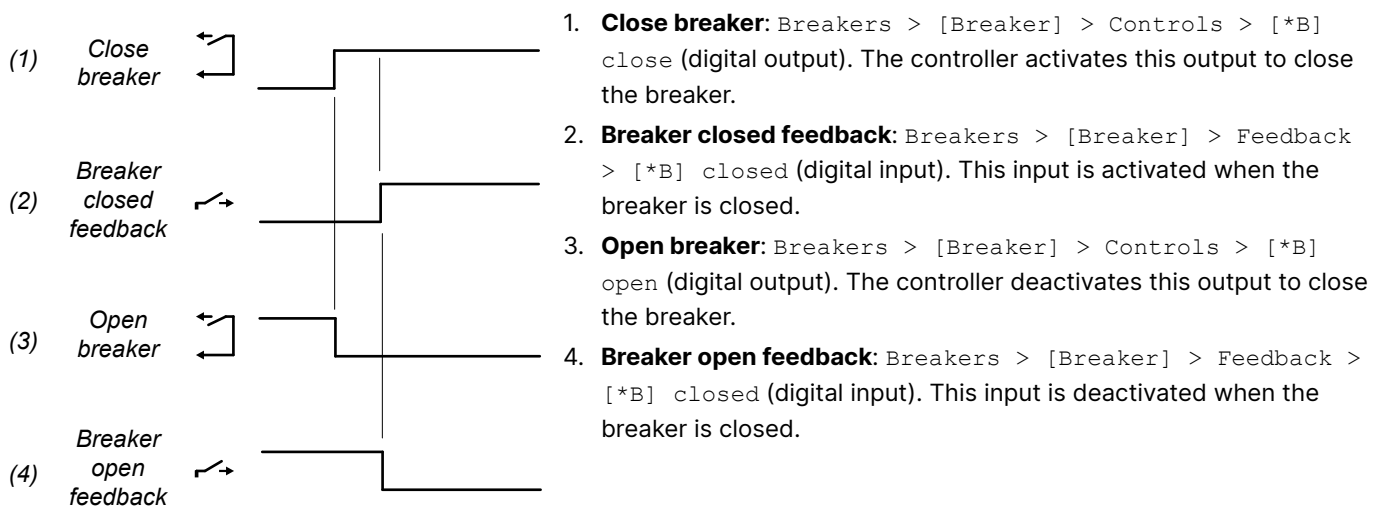 (1) Close breaker
(2) Breaker closed feedback
(3) Open breaker
(4) Breaker open feedback
1. Close breaker: Breakers > [Breaker] > Controls > [*B]
close (digital output). The controller activates this output to close
the breaker.
2. Breaker closed feedback: Breakers > [Breaker] > Feedback
> [*B] closed (digital input). This input is activated when the
breaker is closed.
3. Open breaker: Breakers > [Breaker] > Controls > [*B]
open (digital output). The controller deactivates this output to close
the breaker.
4. Breaker open feedback: Breakers > [Breaker] > Feedback >
[*B] closed (digital input). This input is deactivated when the
breaker is closed.